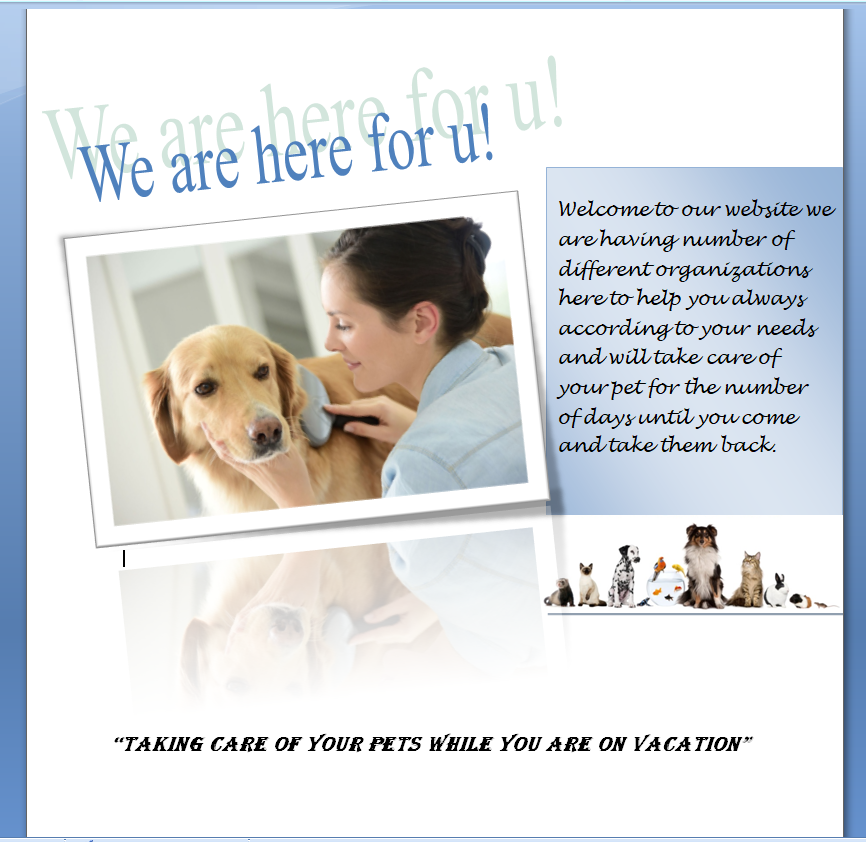 We are here for u!
We are here for u!
Welcome to our website we
are having number of
different organizations
here to help you always
according to your needs
and will take care of
your pet for the number
of days until you come
and take them back.
“TAKING CARE OF YOUR PETS WHILE YOU ARE ON VACATION”